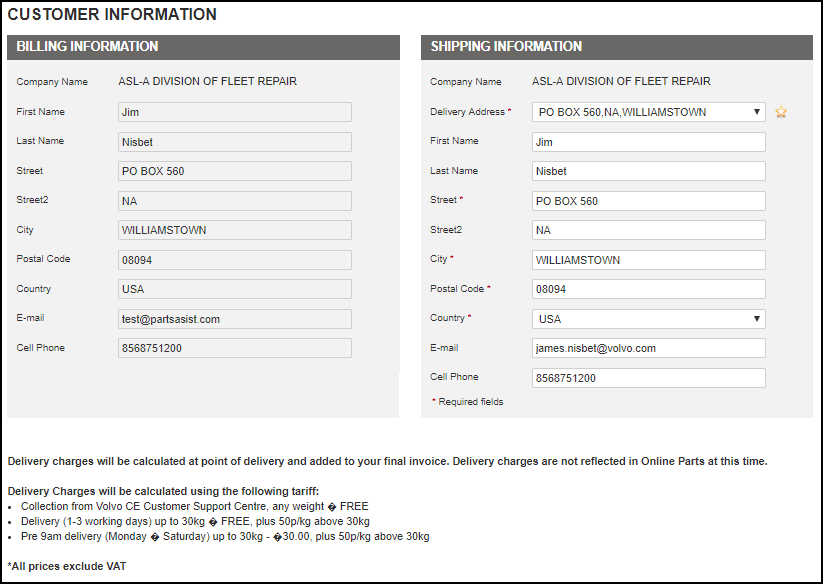 CUSTOMER INFORMATION
BILLING INFORMATION
Company Name ASL-A DIVISION OF FLEET REPAIR
First Name Jim
Last Name Nisbet
Street PO BOX 560
Street2 NA
City WILLIAMSTOWN
Postal Code 08094
Country USA
E-mail test@partsasist.com
Cell Phone 8568751200
SHIPPING INFORMATION
Company Name ASL-A DIVISION OF FLEET REPAIR
Delivery Address * PO BOX 560,NA,WILLIAMSTOWN
First Name Jim
Last Name Nisbet
Street * PO BOX 560
Street2 NA
City * WILLIAMSTOWN
Postal Code * 08094
Country * USA
E-mail james.nisbet@volvo.com
Cell Phone 8568751200
* Required fields
Delivery charges will be calculated at point of delivery and added to your final invoice. Delivery charges are not reflected in Online Parts at this time.
Delivery Charges will be calculated using the following tariff:
• Collection from Volvo CE Customer Support Centre, any weight � FREE
• Delivery (1-3 working days) up to 30kg � FREE, plus 50p/kg above 30kg
• Pre 9am delivery (Monday � Saturday) up to 30kg - �30.00, plus 50p/kg above 30kg
*All prices exclude VAT